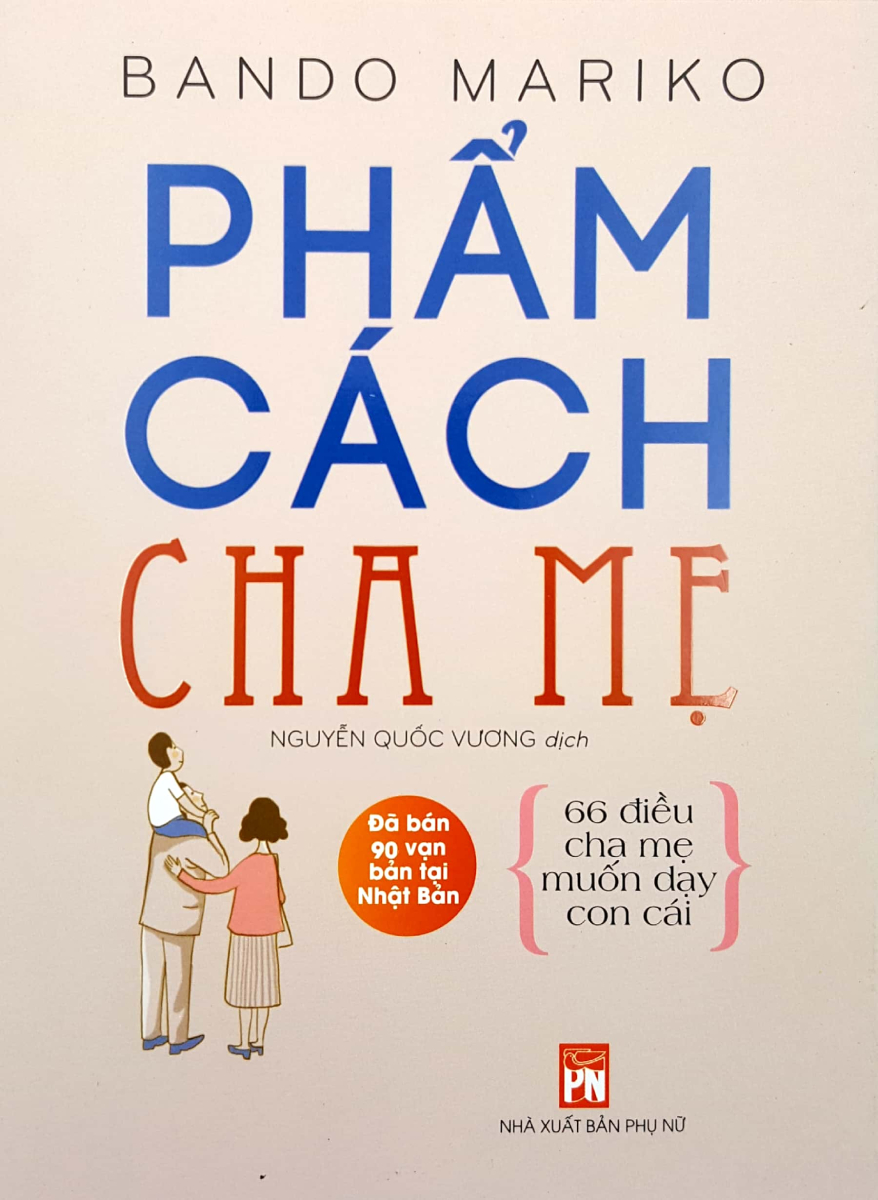 BANDO MARIKO
PHẨM
CÁCH
CHA MẸ
NGUYỄN QUỐC VƯƠNG dịch
Đã bán
90 vạn
bản tại
Nhật Bản
66 điều
cha mẹ
muốn dạy
con cái
PN
NHÀ XUẤT BẢN PHỤ NỮ